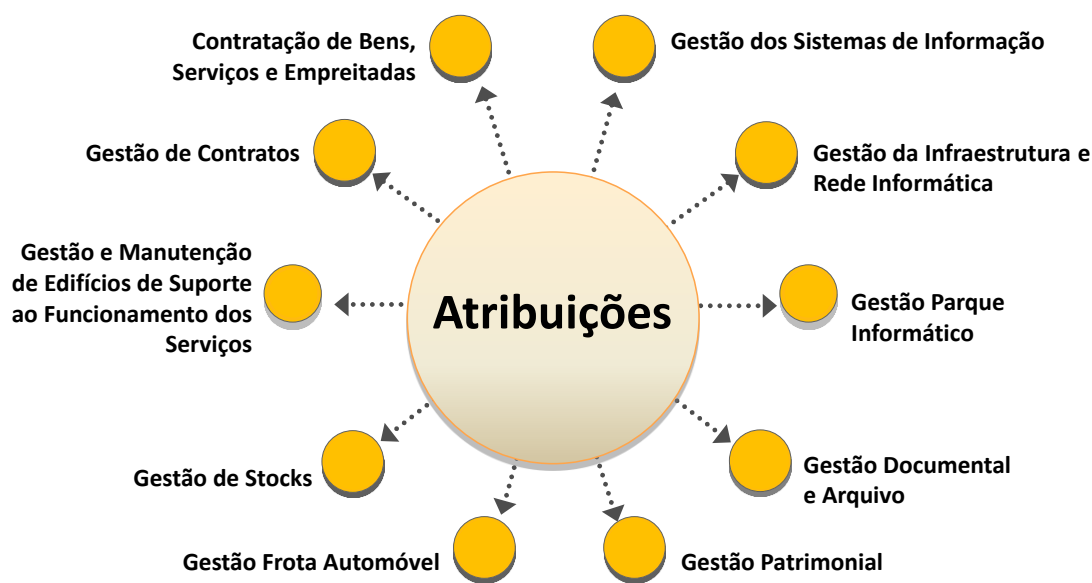 Contratação de Bens,
Serviços e Empreitadas
Gestão dos Sistemas de Informação
Gestão de Contratos
Gestão da Infraestrutura e
Rede Informática
Gestão e Manutenção
de Edifícios de Suporte
ao Funcionamento dos
Serviços
Atribuições
Gestão Parque
Informático
Gestão de Stocks
Gestão Documental
e Arquivo
Gestão Frota Automóvel
Gestão Patrimonial